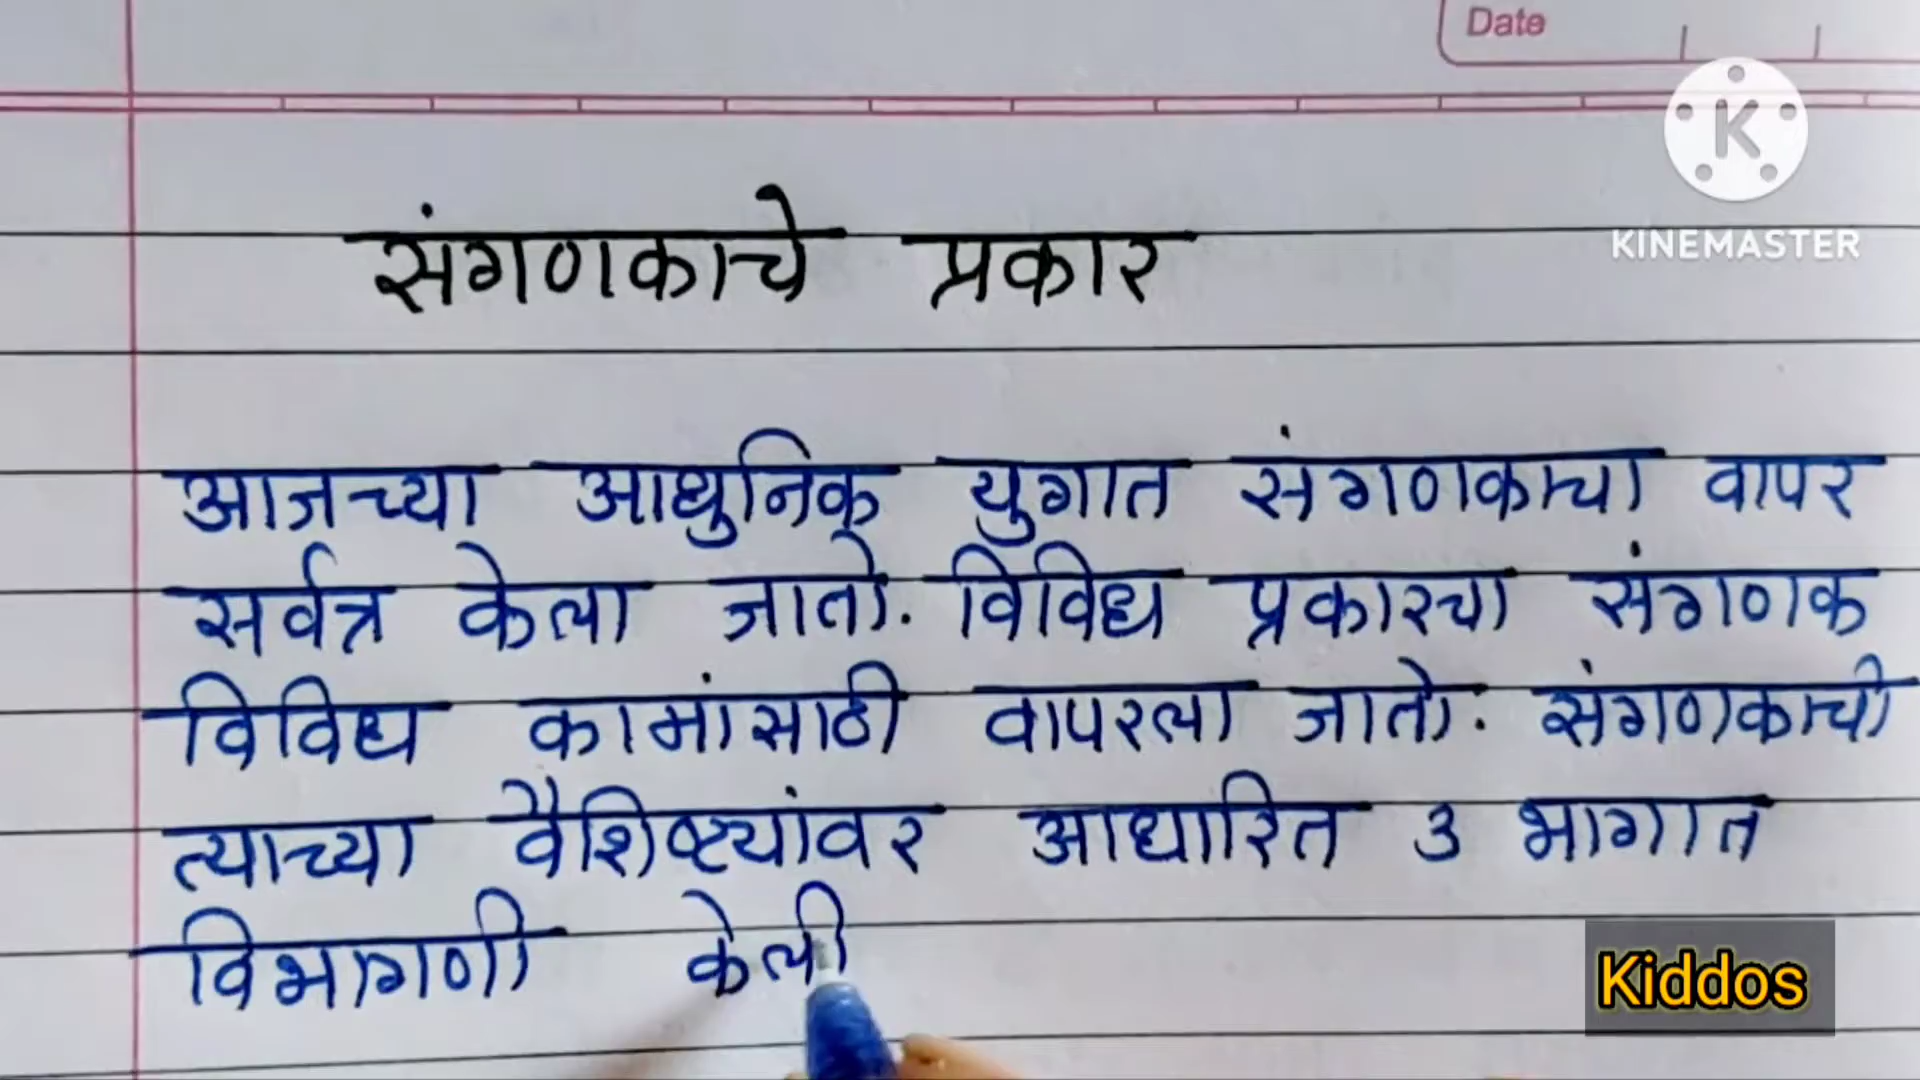 Date
KINEMASTER
संगणकाचे प्रकार
आजच्या आधुनिक युगात संगणकाचा वापर
सर्वत्र केला जातो. विविध प्रकारचा संगणक
विविध कामांसाठी वापरला जातो. संगणकाची
त्याच्या वैशिष्ट्यांवर आधारित ३ भागात
विभागणी केली
Kiddos